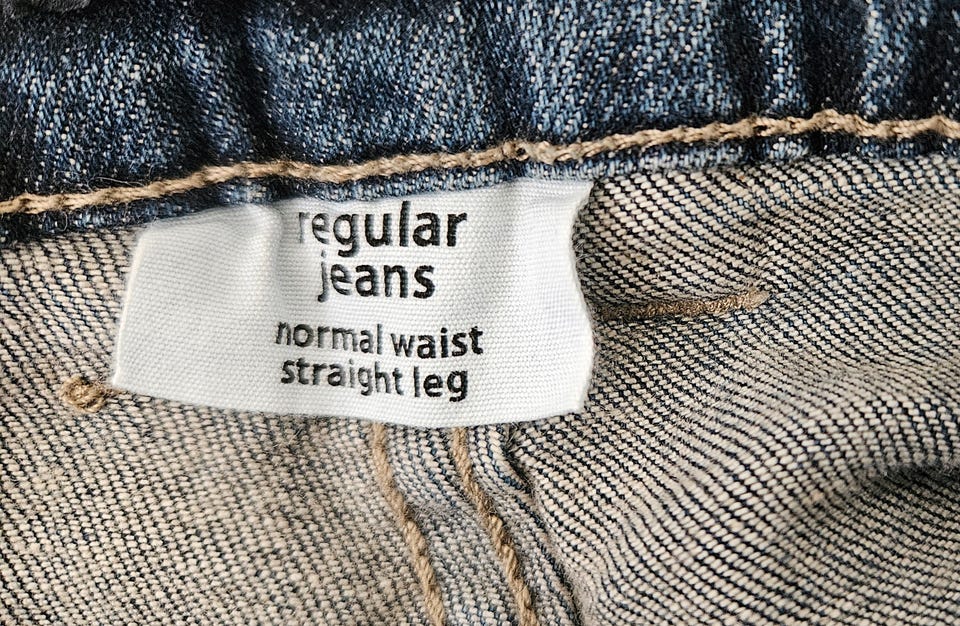 regular
jeans
normal waist
straight leg